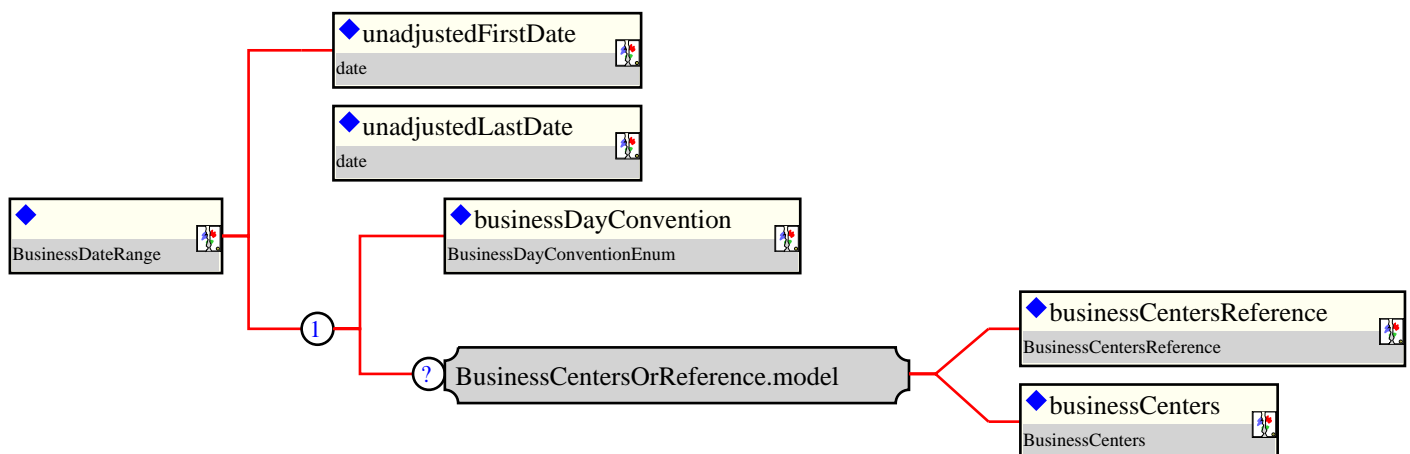 unadjustedFirstDate
date
unadjustedLastDate
date
BusinessDateRange
businessDayConvention
BusinessDayConventionEnum
1
?
BusinessCentersOrReference.model
businessCentersReference
BusinessCentersReference
businessCenters
BusinessCenters